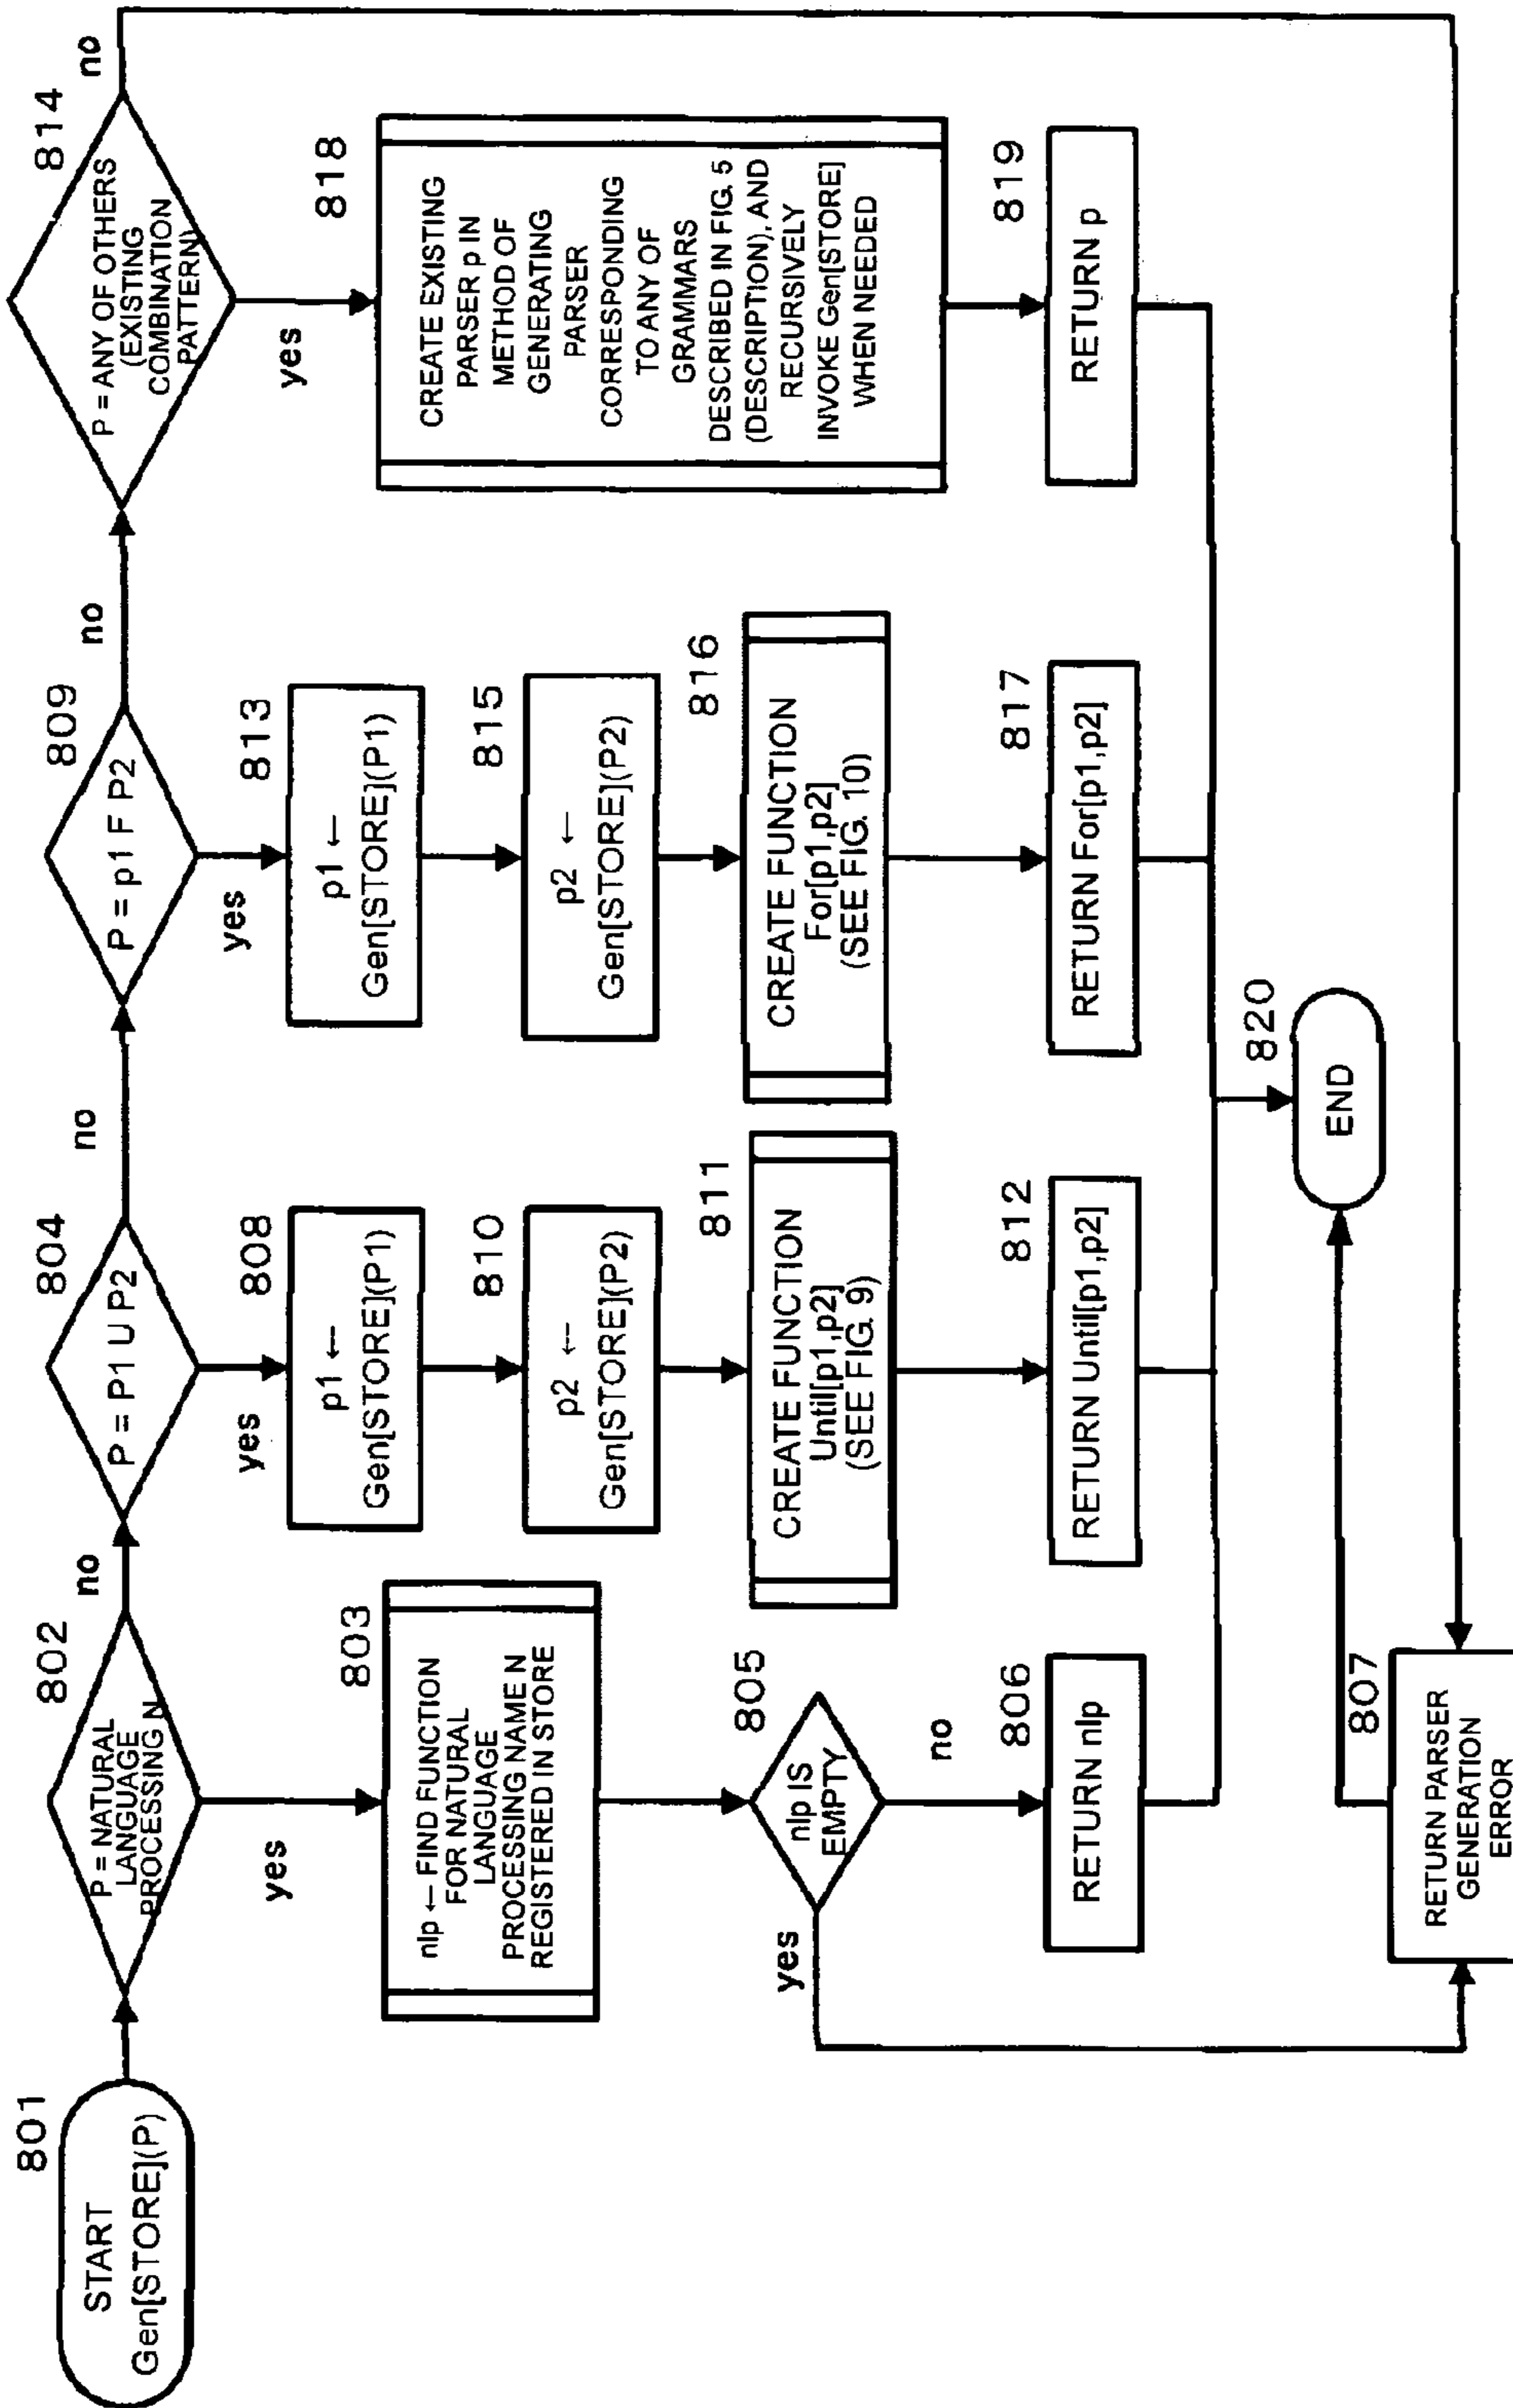 801
START
Gen[STORE](P)
802
P = NATURAL
LANGUAGE
PROCESSING N
yes
no
803
nlp ← FIND FUNCTION
FOR NATURAL
LANGUAGE
PROCESSING NAME N
REGISTERED IN STORE
805
nlp IS
EMPTY
yes
no
806
RETURN nlp
807
RETURN PARSER
GENERATION
ERROR
804
P = P1 U P2
yes
no
808
p1 ←
Gen[STORE](P1)
810
p2 ←
Gen[STORE](P2)
811
CREATE FUNCTION
Until[p1,p2]
(SEE FIG. 9)
812
RETURN Until[p1,p2]
809
P = p1 F P2
yes
no
813
p1 ←
Gen[STORE](P1)
815
p2 ←
Gen[STORE](P2)
816
CREATE FUNCTION
For[p1,p2]
(SEE FIG. 10)
817
RETURN For[p1,p2]
820
END
814
P = ANY OF OTHERS
(EXISTING
COMBINATION
PATTERN)
yes
no
818
CREATE EXISTING
PARSER p IN
METHOD OF
GENERATING
PARSER
CORRESPONDING
TO ANY OF
GRAMMARS
DESCRIBED IN FIG. 5
(DESCRIPTION), AND
RECURSIVELY
INVOKE Gen[STORE]
WHEN NEEDED
819
RETURN p